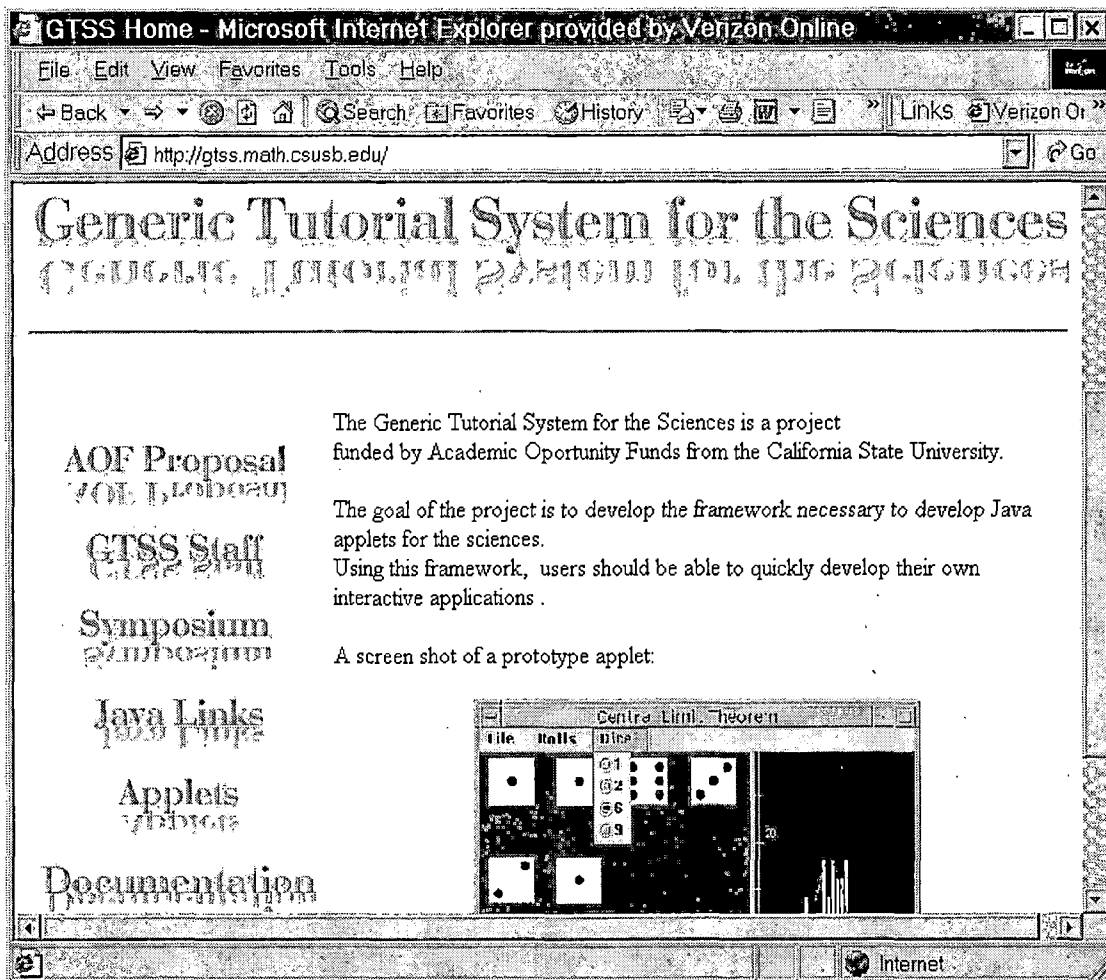 GTSS Home - Microsoft Internet Explorer provided by Verizon Online
File Edit View Favorites Tools Help
Back Search Favorites History Links Verizon Or
Address http://gtss.math.csusb.edu/ Go
Generic Tutorial System for the Sciences
The Generic Tutorial System for the Sciences is a project
funded by Academic Oportunity Funds from the California State University.
The goal of the project is to develop the framework necessary to develop Java
applets for the sciences.
Using this framework, users should be able to quickly develop their own
interactive applications .
A screen shot of a prototype applet:
AOF Proposal
GTSS Staff
Symposium
Java Links
Applets
Documentation
File Rolls Dice
1
2
6
9
20
Internet